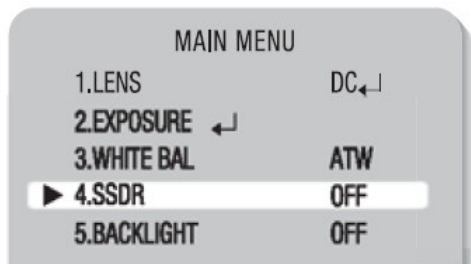 MAIN MENU
1.LENS DC↵
2.EXPOSURE ↵
3.WHITE BAL ATW
▶ 4.SSDR OFF
5.BACKLIGHT OFF